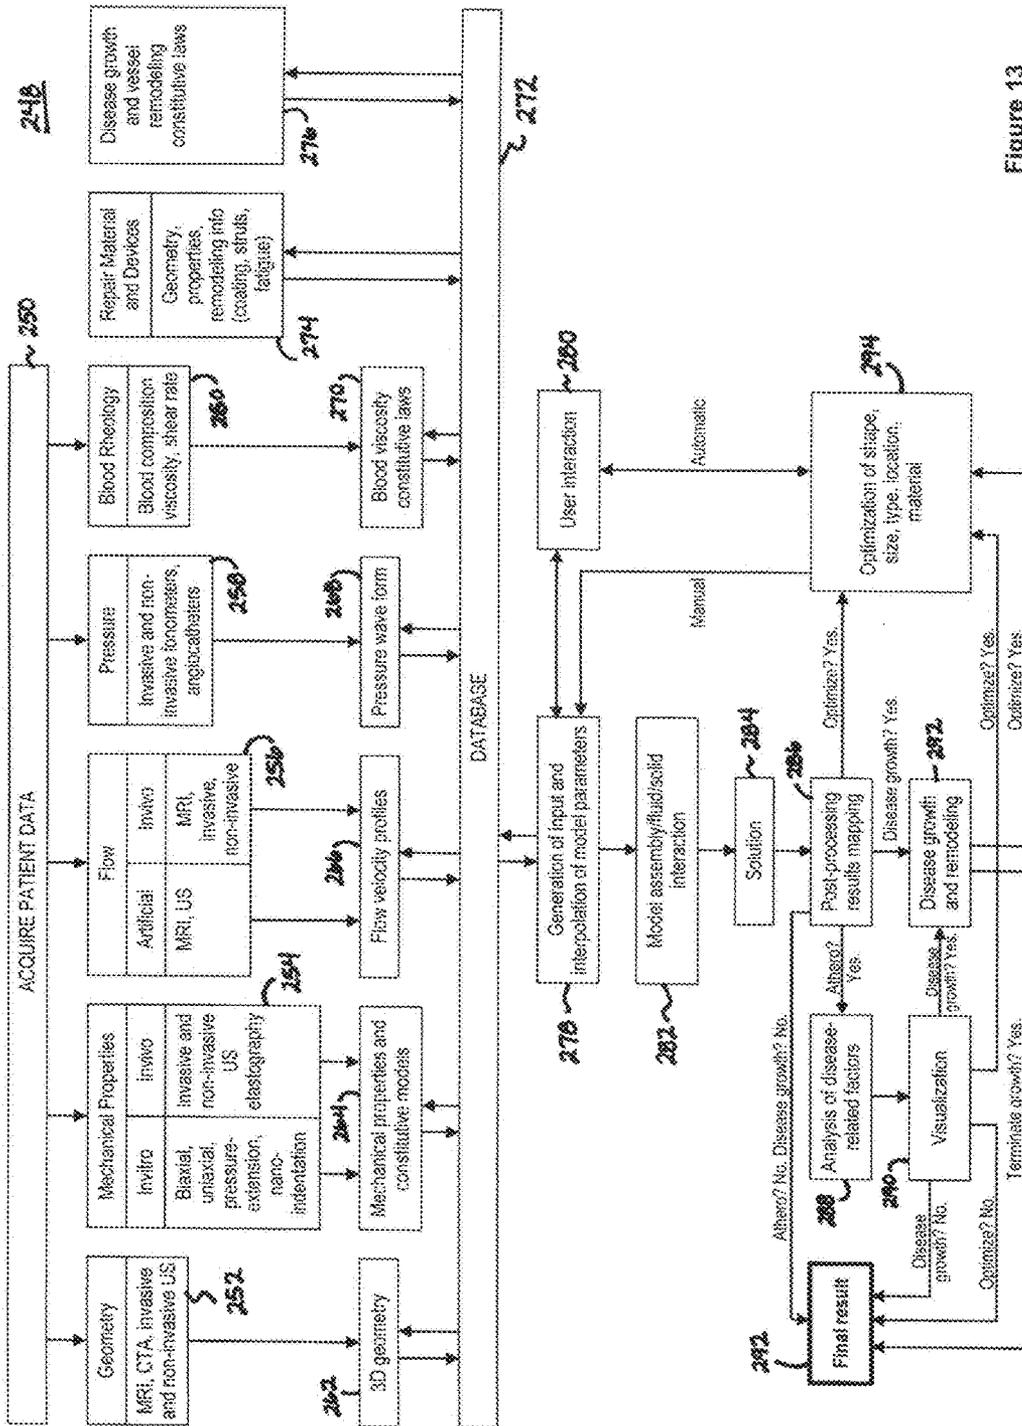 248
ACQUIRE PATIENT DATA
250
Geometry
MRI, CTA, invasive
and non-invasive US
252
Mechanical Properties
Invitro
Invivo
Biaxial,
uniaxial,
pressure-
extension,
nano-
indentation
Invasive and
non-invasive
US
elastography
254
Flow
Artificial
Invivo
MRI, US
MRI,
invasive,
non-invasive
256
Pressure
Invasive and non-
invasive tonometers,
angiocatheters
258
Blood Rheology
Blood composition
viscosity, shear rate
260
Repair Material
and Devices
Geometry,
properties,
remodeling into
(coating, struts,
fatigue)
274
Disease growth
and vessel
remodeling
constitutive laws
276
262
3D geometry
264
Mechanical properties and
constitutive models
266
Flow velocity profiles
268
Pressure wave form
270
Blood viscosity
constitutive laws
DATABASE
272
278
Generation of input and
interpolation of model parameters
User interaction
280
282
Model assembly/fluid/solid
interaction
Manual
Automatic
Solution
284
Athero? No. Disease growth? No.
Post-processing
results mapping
286
Optimize? Yes.
Optimization of shape,
size, type, location,
material
294
Athero?
Yes.
Disease growth? Yes.
292
Final result
288
Analysis of disease-
related factors
290
Visualization
Disease
growth? Yes.
Disease growth
and remodeling
292
Disease
growth? No.
Optimize? No.
Optimize? Yes.
Terminate growth? Yes.
Optimize? Yes.
Figure 13